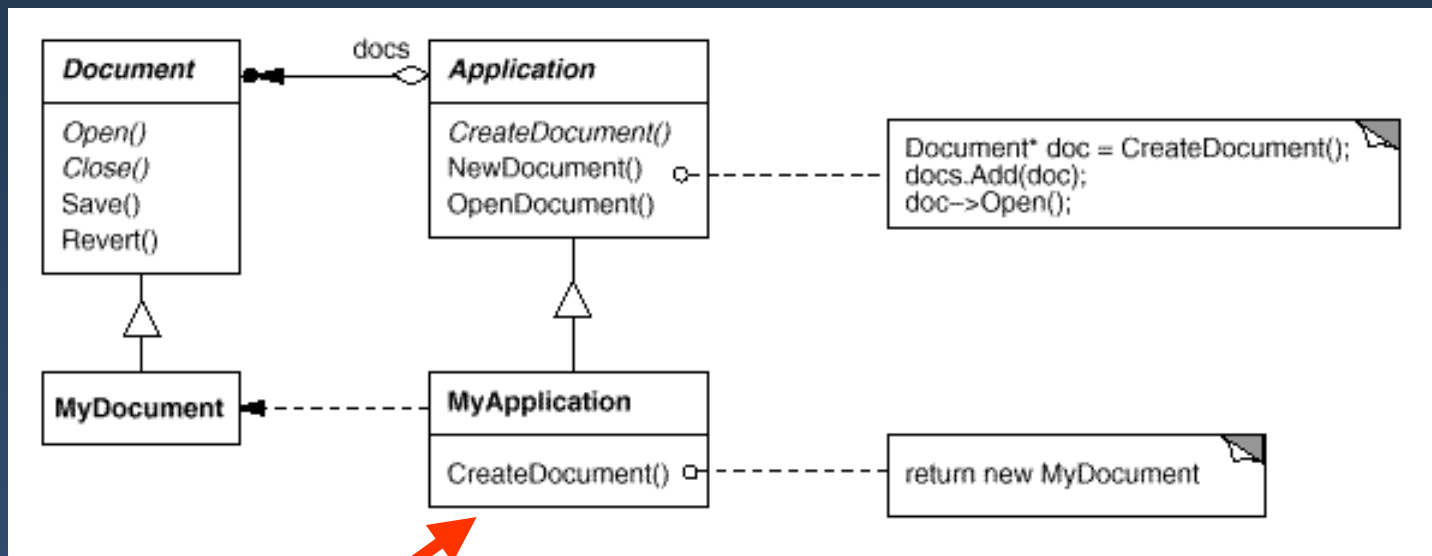 Document
Open()
Close()
Save()
Revert()
docs
Application
CreateDocument()
NewDocument()
OpenDocument()
Document* doc = CreateDocument();
docs.Add(doc);
doc–>Open();
MyDocument
MyApplication
CreateDocument()
return new MyDocument